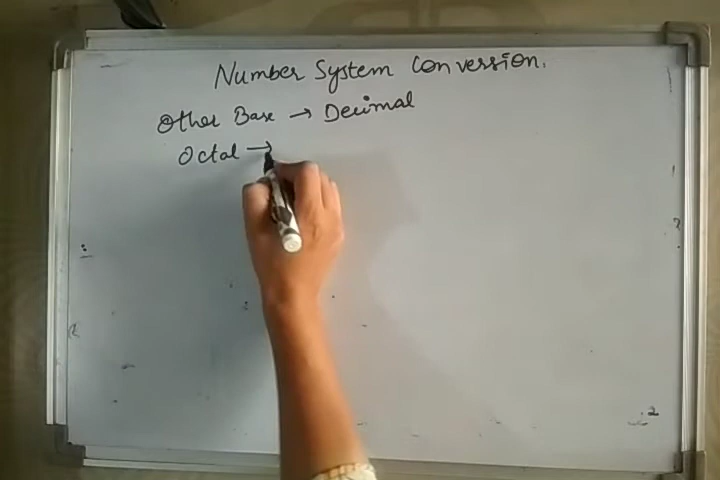 Number System Conversion.
Other Base → Decimal
Octal →